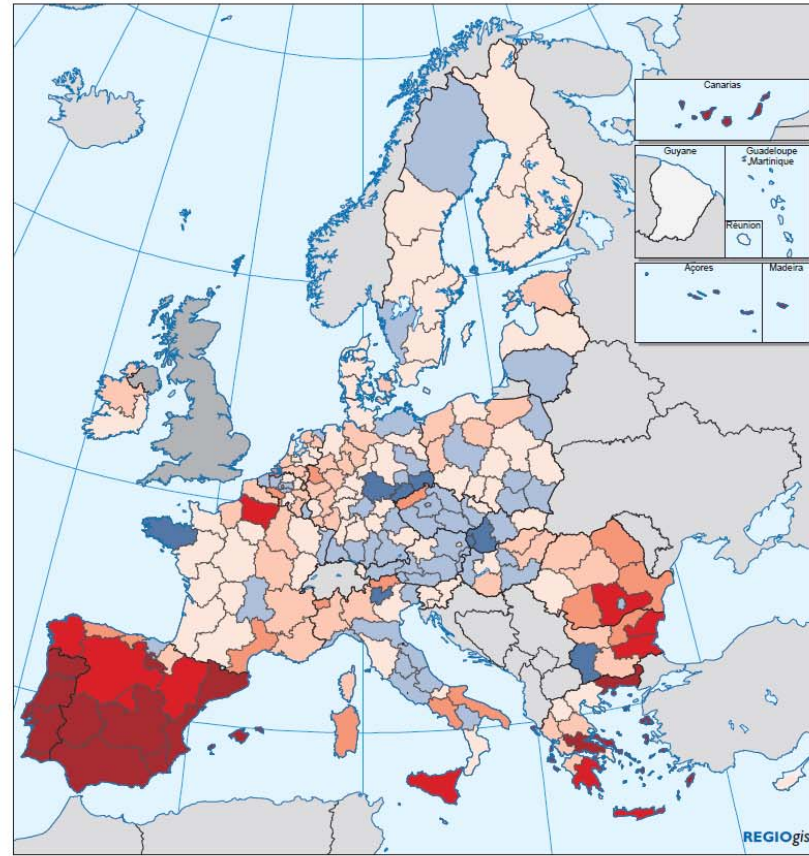 Canarias
Guyane
Guadeloupe
Martinique
Réunion
Açores
Madeira
REGIOgis